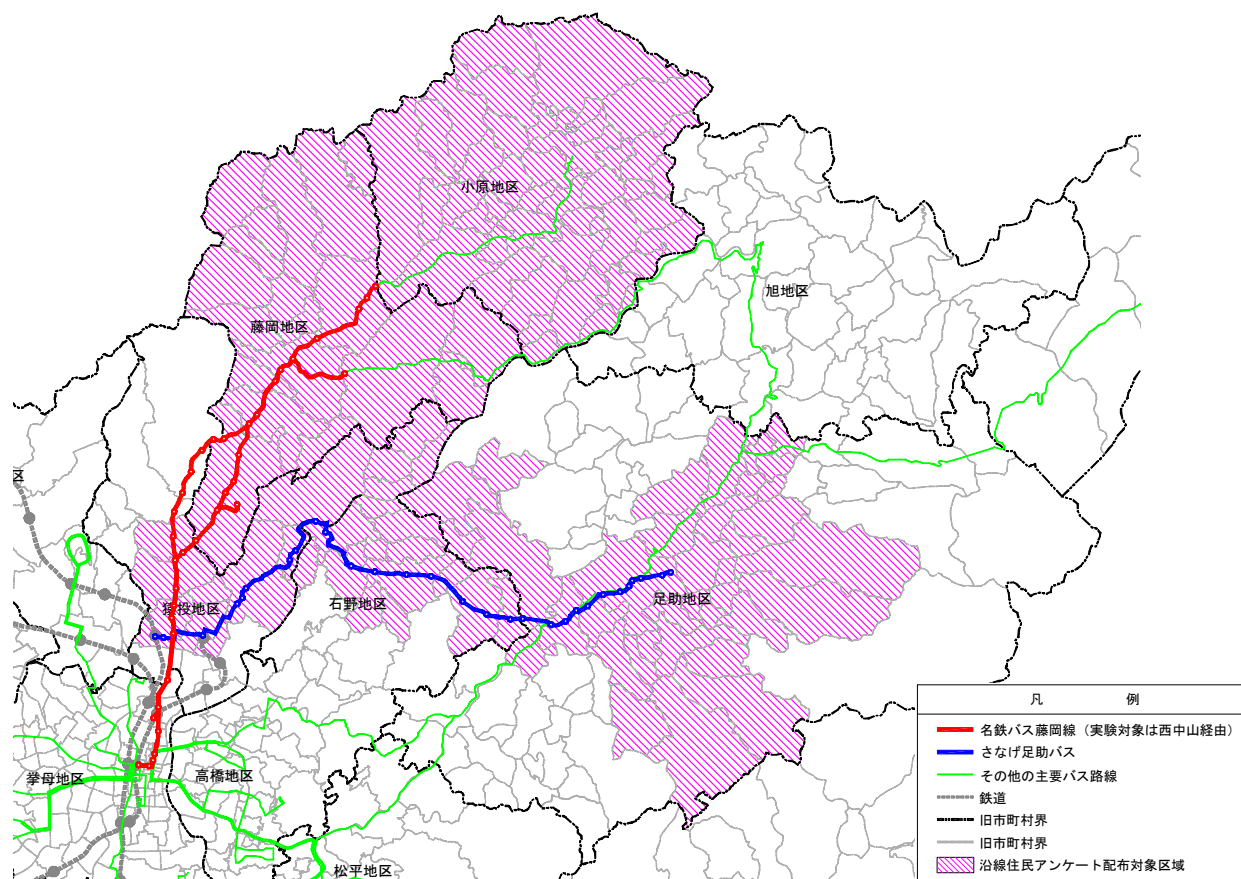 小原地区
旭地区
藤岡地区
区
猿投地区
石野地区
足助地区
挙母地区
高橋地区
松平地区
凡 例
名鉄バス藤岡線（実験対象は西中山経由）
さなげ足助バス
その他の主要バス路線
鉄道
旧市町村界
旧市町村界
沿線住民アンケート配布対象区域